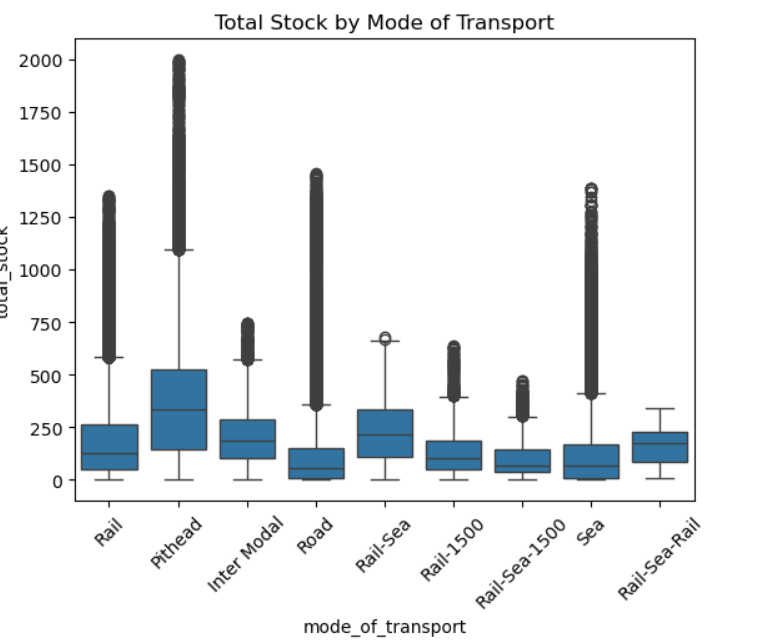 Total Stock by Mode of Transport
total_stock
2000
1750
1500
1250
1000
750
500
250
0
Rail
Pithead
Inter Modal
Road
Rail-Sea
Rail-1500
Rail-Sea-1500
Sea
Rail-Sea-Rail
mode_of_transport